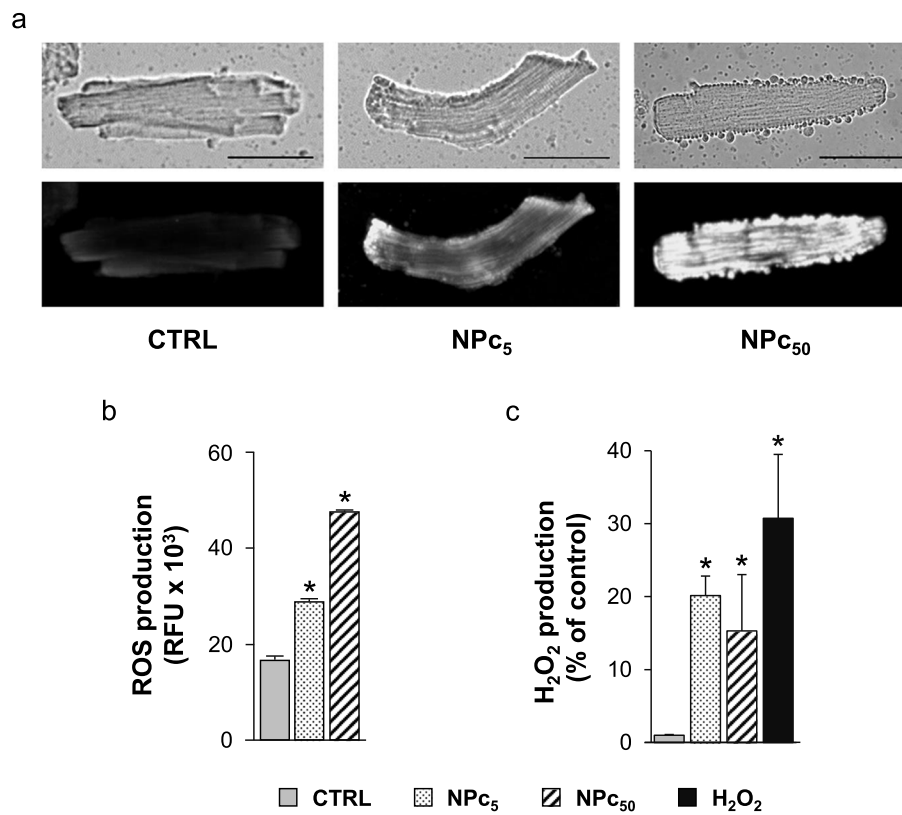 a
CTRL NPc₅ NPc₅₀
b
ROS production
(RFU x 10³)
60
40
20
0
*
*
c
H₂O₂ production
(% of control)
40
30
20
10
0
*
*
*
CTRL NPc₅ NPc₅₀ H₂O₂